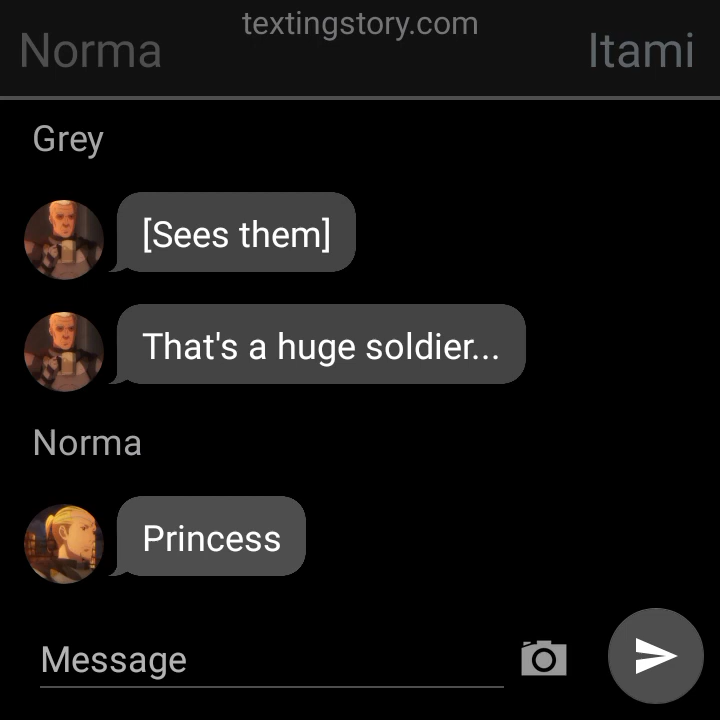 textingstory.com
Norma
Itami
Grey
[Sees them]
That's a huge soldier...
Norma
Princess
Message